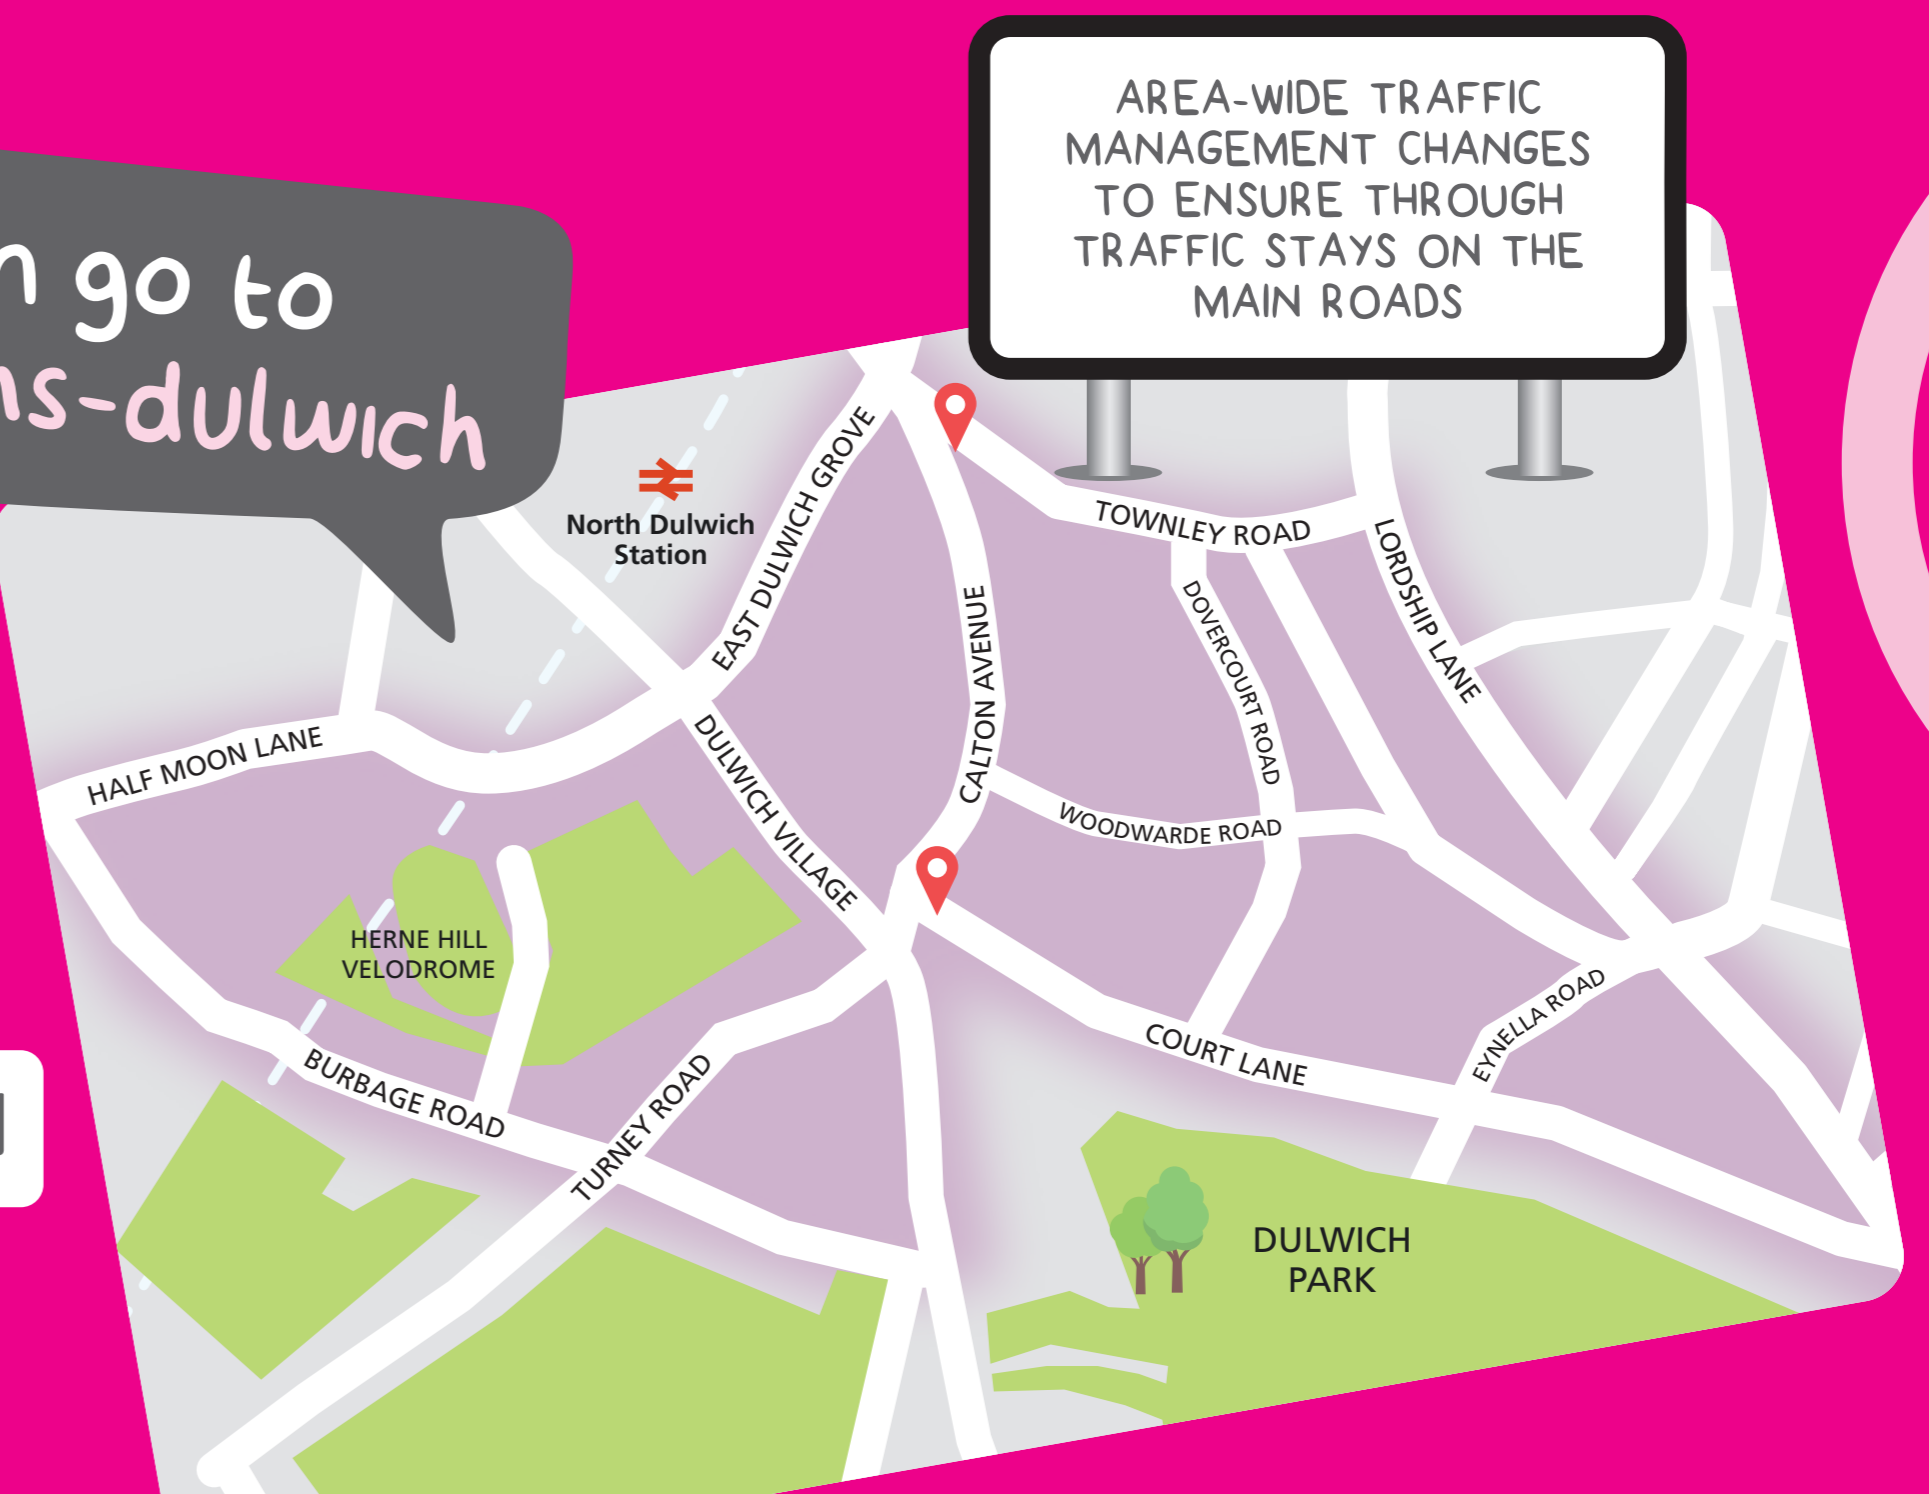 AREA-WIDE TRAFFIC
MANAGEMENT CHANGES
TO ENSURE THROUGH
TRAFFIC STAYS ON THE
MAIN ROADS
go to
-dulwich
North Dulwich
Station
EAST DULWICH GROVE
TOWNLEY ROAD
LORDSHIP LANE
DOVERCOURT ROAD
CALTON AVENUE
HALF MOON LANE
DULWICH VILLAGE
WOODWARDE ROAD
HERNE HILL
VELODROME
BURBAGE ROAD
TURNEY ROAD
COURT LANE
EYNELLA ROAD
DULWICH
PARK